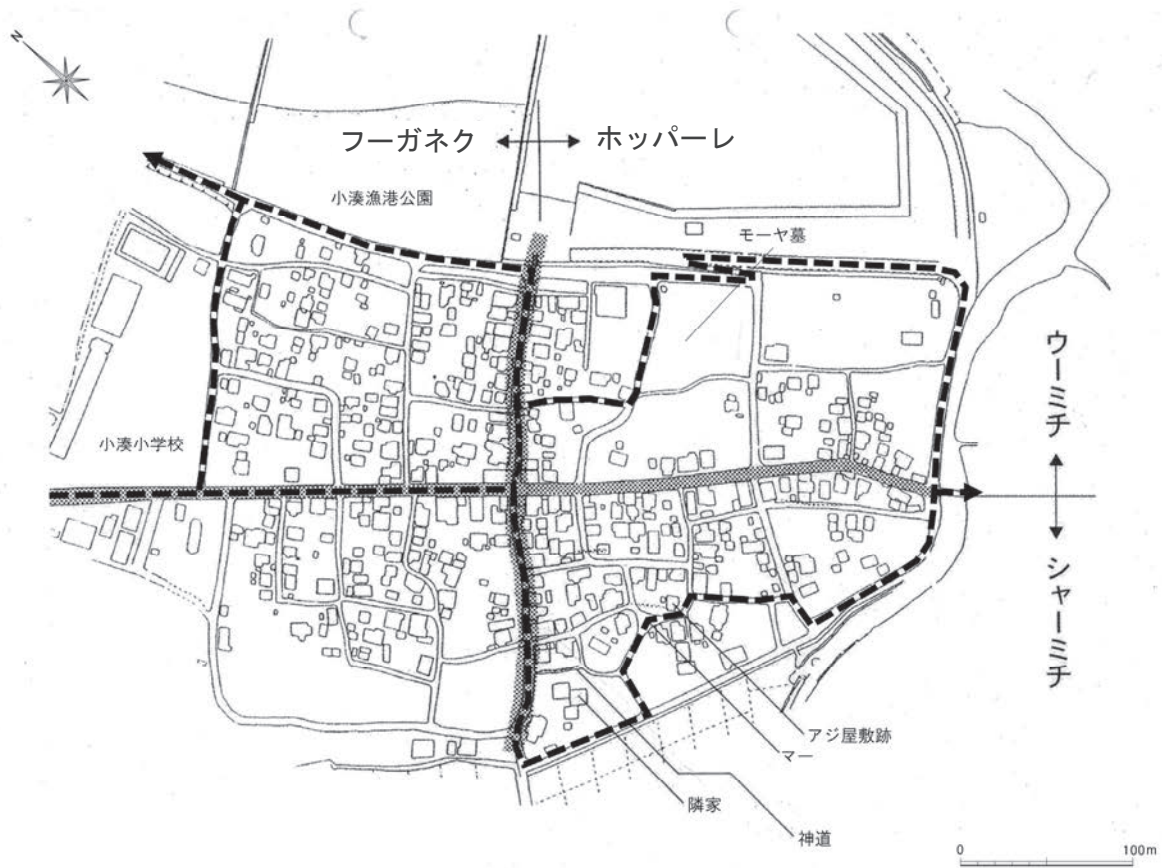 N
フーガネク
ホッパーレ
小湊漁港公園
モーヤ墓
ウーミチ
小湊小学校
シャーミチ
アジ屋敷跡
マー
隣家
神道
0 100m